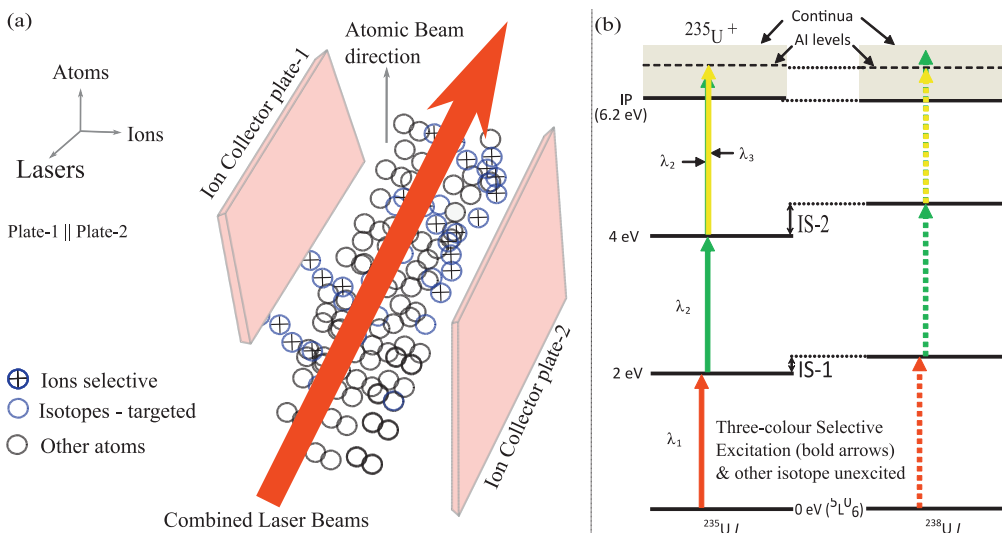 (a)
Atoms
Ions
Lasers
Plate-1 || Plate-2
Ion Collector plate-1
Atomic Beam
direction
Ion Collector plate-2
Ions selective
Isotopes - targeted
Other atoms
Combined Laser Beams
(b)
Continua
235U +
AI levels
IP
(6.2 eV)
λ2
λ3
IS-2
4 eV
λ2
IS-1
2 eV
λ1
Three-colour Selective
Excitation (bold arrows)
& other isotope unexcited
0 eV (5L06)
235U I
238U I